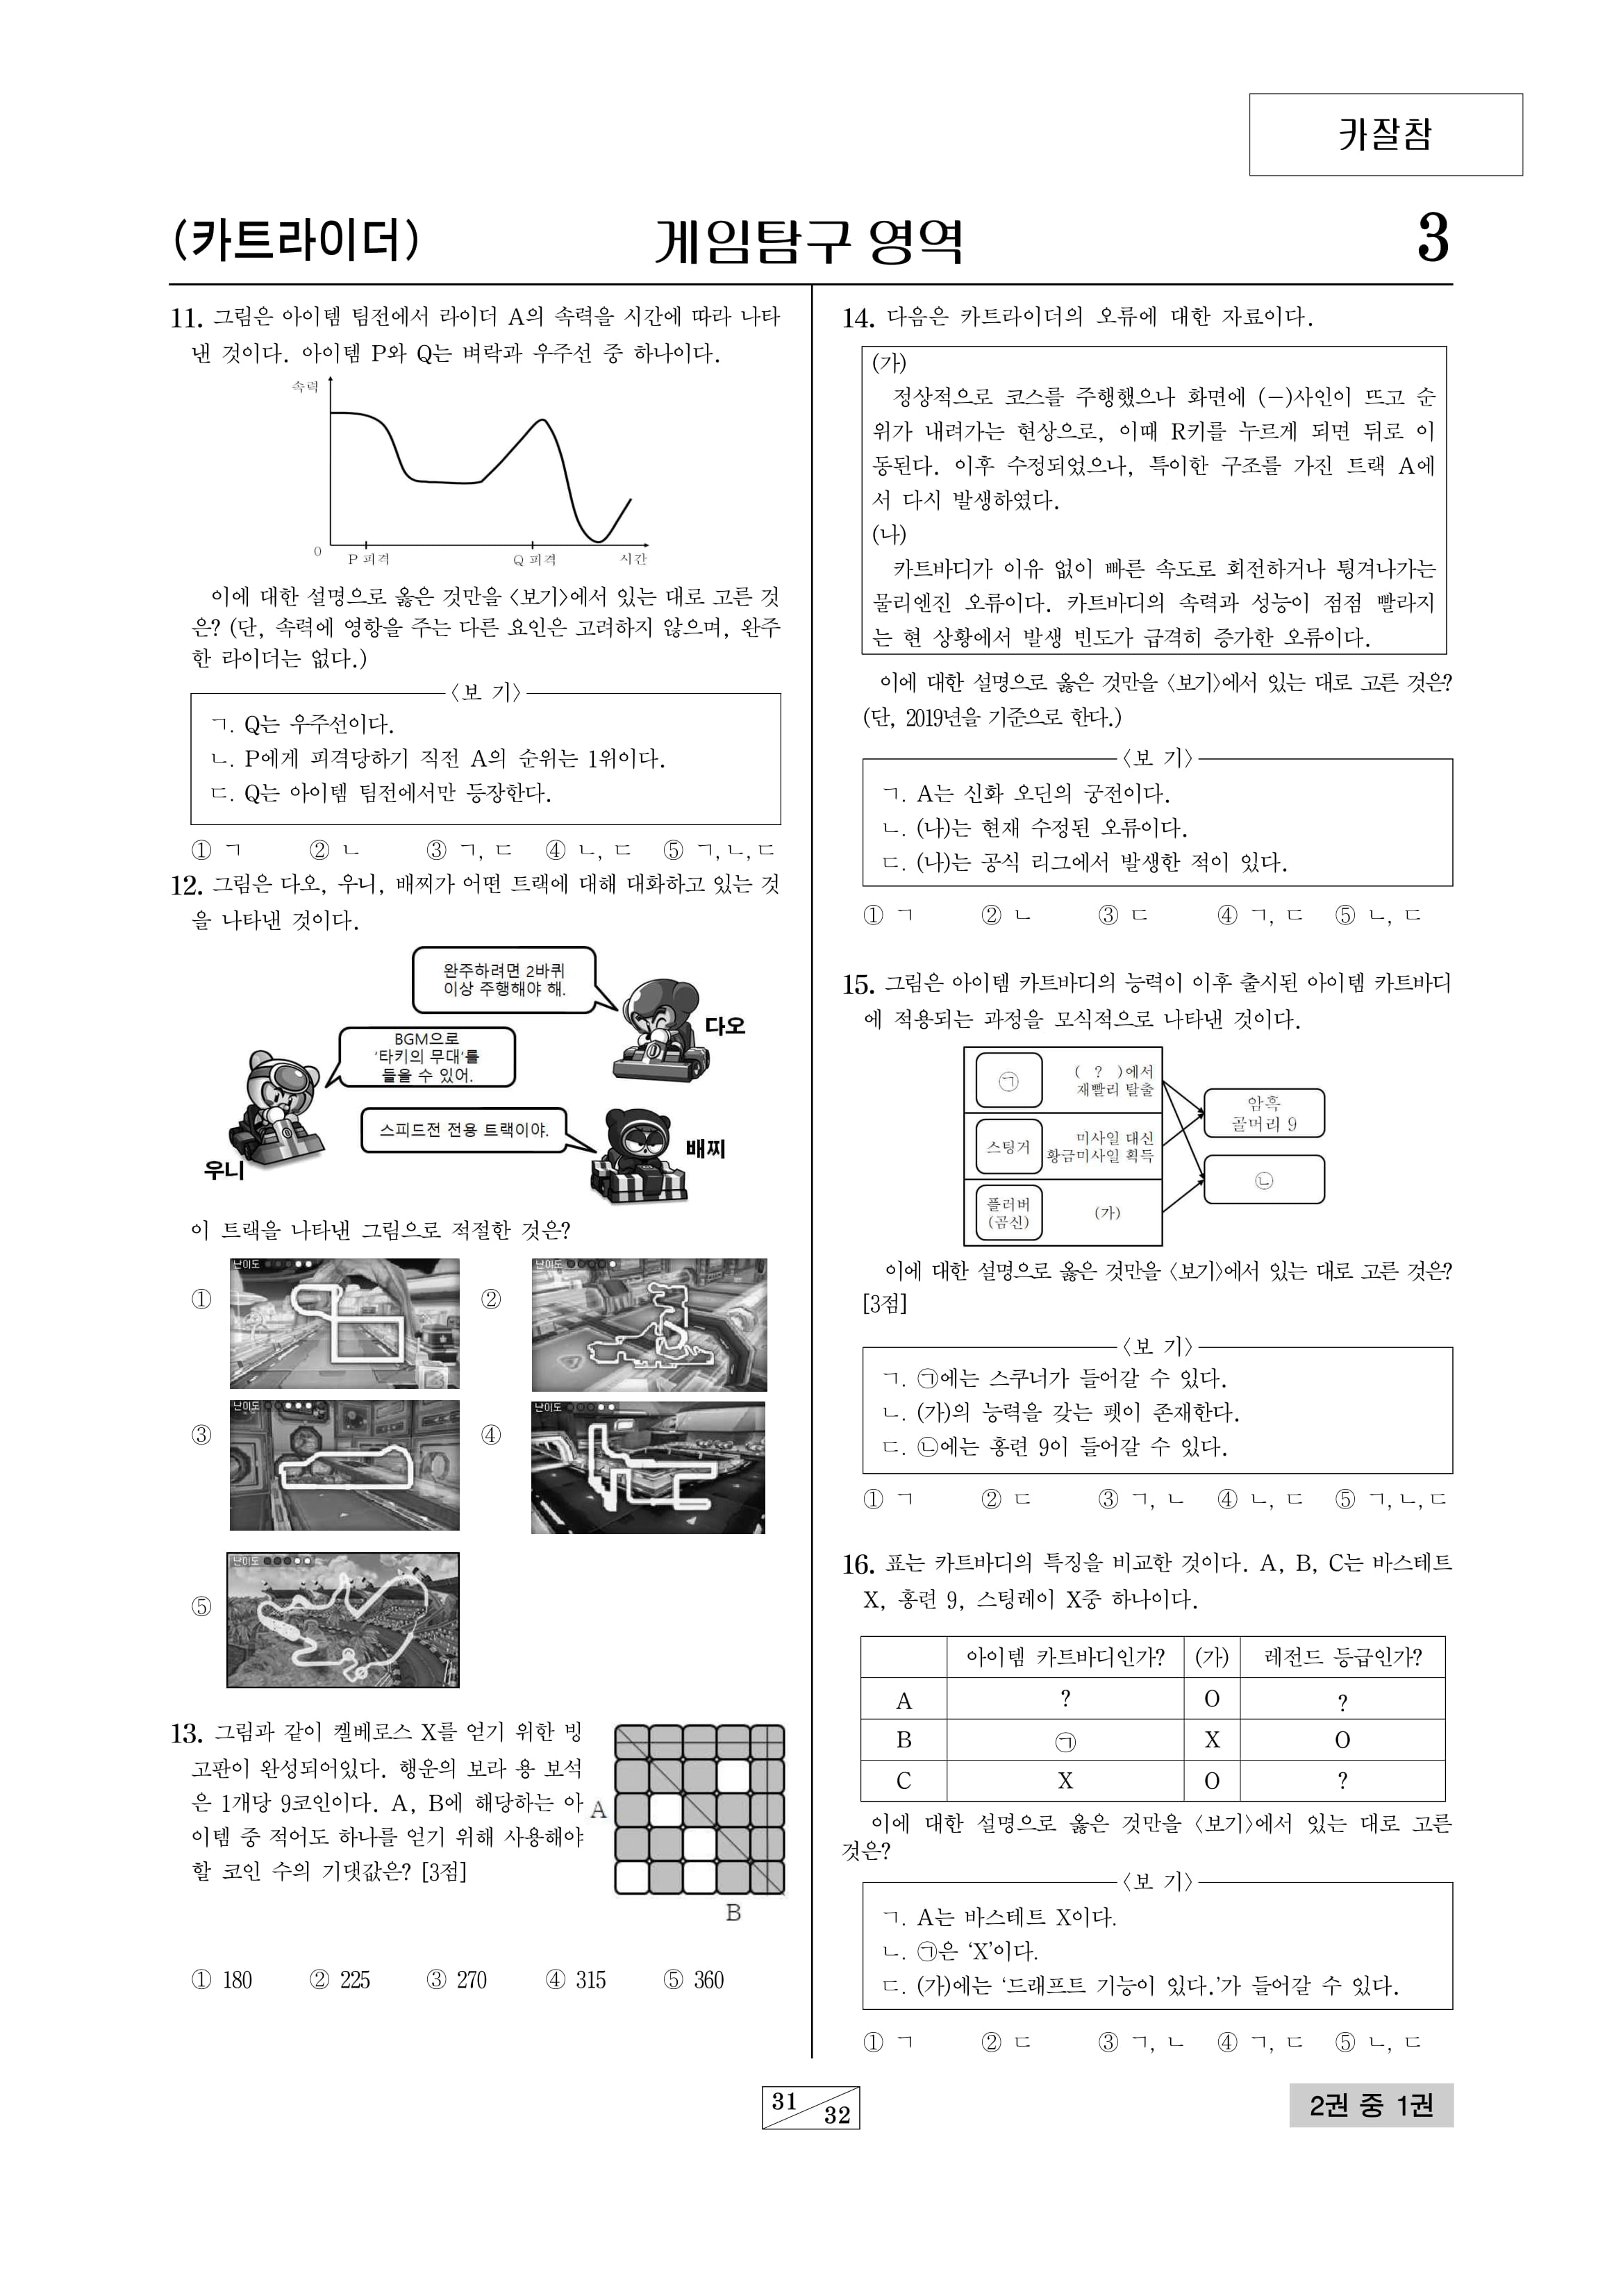 카잘참
(카트라이더)
게임탐구 영역
3
11. 그림은 아이템 팀전에서 라이더 A의 속력을 시간에 따라 나타
낸 것이다. 아이템 P와 Q는 벼락과 우주선 중 하나이다.
속력
0
P 피격
Q 피격
시간
이에 대한 설명으로 옳은 것만을 <보기>에서 있는 대로 고른 것
은? (단, 속력에 영항을 주는 다른 요인은 고려하지 않으며, 완주
한 라이더는 없다.)
<보 기>
ㄱ. Q는 우주선이다.
ㄴ. P에게 피격당하기 직전 A의 순위는 1위이다.
ㄷ. Q는 아이템 팀전에서만 등장한다.
① ㄱ ② ㄴ ③ ㄱ, ㄷ ④ ㄴ, ㄷ ⑤ ㄱ, ㄴ, ㄷ
12. 그림은 다오, 우니, 배찌가 어떤 트랙에 대해 대화하고 있는 것
을 나타낸 것이다.
완주하려면 2바퀴
이상 주행해야 해.
다오
BGM으로
'타키의 무대'를
들을 수 있어.
우니
스피드전 전용 트랙이야.
배찌
이 트랙을 나타낸 그림으로 적절한 것은?
① 난이도
② 난이도
③ 난이도
④ 난이도
⑤ 난이도
13. 그림과 같이 켈베로스 X를 얻기 위한 빙
고판이 완성되어있다. 행운의 보라 용 보석
은 1개당 9코인이다. A, B에 해당하는 아
이템 중 적어도 하나를 얻기 위해 사용해야
할 코인 수의 기댓값은? [3점]
A
B
① 180 ② 225 ③ 270 ④ 315 ⑤ 360
14. 다음은 카트라이더의 오류에 대한 자료이다.
(가)
정상적으로 코스를 주행했으나 화면에 (-)사인이 뜨고 순
위가 내려가는 현상으로, 이때 R키를 누르게 되면 뒤로 이
동된다. 이후 수정되었으나, 특이한 구조를 가진 트랙 A에
서 다시 발생하였다.
(나)
카트바디가 이유 없이 빠른 속도로 회전하거나 튕겨나가는
물리엔진 오류이다. 카트바디의 속력과 성능이 점점 빨라지
는 현 상황에서 발생 빈도가 급격히 증가한 오류이다.
이에 대한 설명으로 옳은 것만을 <보기>에서 있는 대로 고른 것은?
(단, 2019년을 기준으로 한다.)
<보 기>
ㄱ. A는 신화 오딘의 궁전이다.
ㄴ. (나)는 현재 수정된 오류이다.
ㄷ. (나)는 공식 리그에서 발생한 적이 있다.
① ㄱ ② ㄴ ③ ㄷ ④ ㄱ, ㄷ ⑤ ㄴ, ㄷ
15. 그림은 아이템 카트바디의 능력이 이후 출시된 아이템 카트바디
에 적용되는 과정을 모식적으로 나타낸 것이다.
㉠
( ? )에서
재빨리 탈출
스팅거
미사일 대신
황금미사일 획득
플러버
(곰신)
(가)
암흑
골머리 9
㉡
이에 대한 설명으로 옳은 것만을 <보기>에서 있는 대로 고른 것은?
[3점]
<보 기>
ㄱ. ㉠에는 스쿠너가 들어갈 수 있다.
ㄴ. (가)의 능력을 갖는 펫이 존재한다.
ㄷ. ㉡에는 홍련 9이 들어갈 수 있다.
① ㄱ ② ㄷ ③ ㄱ, ㄴ ④ ㄴ, ㄷ ⑤ ㄱ, ㄴ, ㄷ
16. 표는 카트바디의 특징을 비교한 것이다. A, B, C는 바스테트
X, 홍련 9, 스팅레이 X중 하나이다.
아이템 카트바디인가? (가) 레전드 등급인가?
A ? O ?
B ㉠ X O
C X O ?
이에 대한 설명으로 옳은 것만을 <보기>에서 있는 대로 고른
것은?
<보 기>
ㄱ. A는 바스테트 X이다.
ㄴ. ㉠은 ‘X’이다.
ㄷ. (가)에는 ‘드래프트 기능이 있다.’가 들어갈 수 있다.
① ㄱ ② ㄷ ③ ㄱ, ㄴ ④ ㄱ, ㄷ ⑤ ㄴ, ㄷ
31
32
2권 중 1권